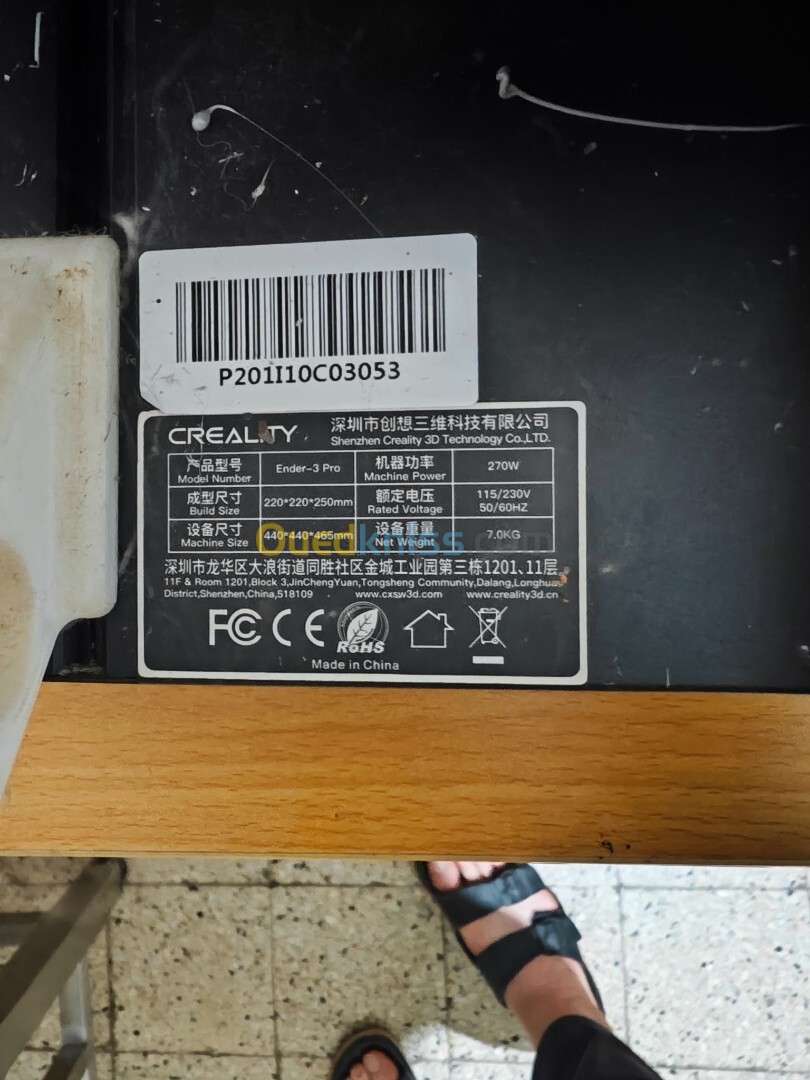 P201I10C03053
CREALITY 深圳市创想三维科技有限公司
Shenzhen Creality 3D Technology Co.,LTD.
产品型号 Ender-3 Pro 机器功率 270W
Model Number Machine Power
成型尺寸 220*220*250mm 额定电压 115/230V
Build Size Rated Voltage 50/60HZ
设备尺寸 440*440*465mm 设备重量 7.0KG
Machine Size Net Weight
Ouedkniss.com
深圳市龙华区大浪街道同胜社区金城工业园第三栋1201、11层
11F & Room 1201,Block 3,JinChengYuan,Tongsheng Community,Dalang,Longhua
District,Shenzhen,China,518109 www.cxsw3d.com www.creality3d.cn
FC CE RoHS
Made in China